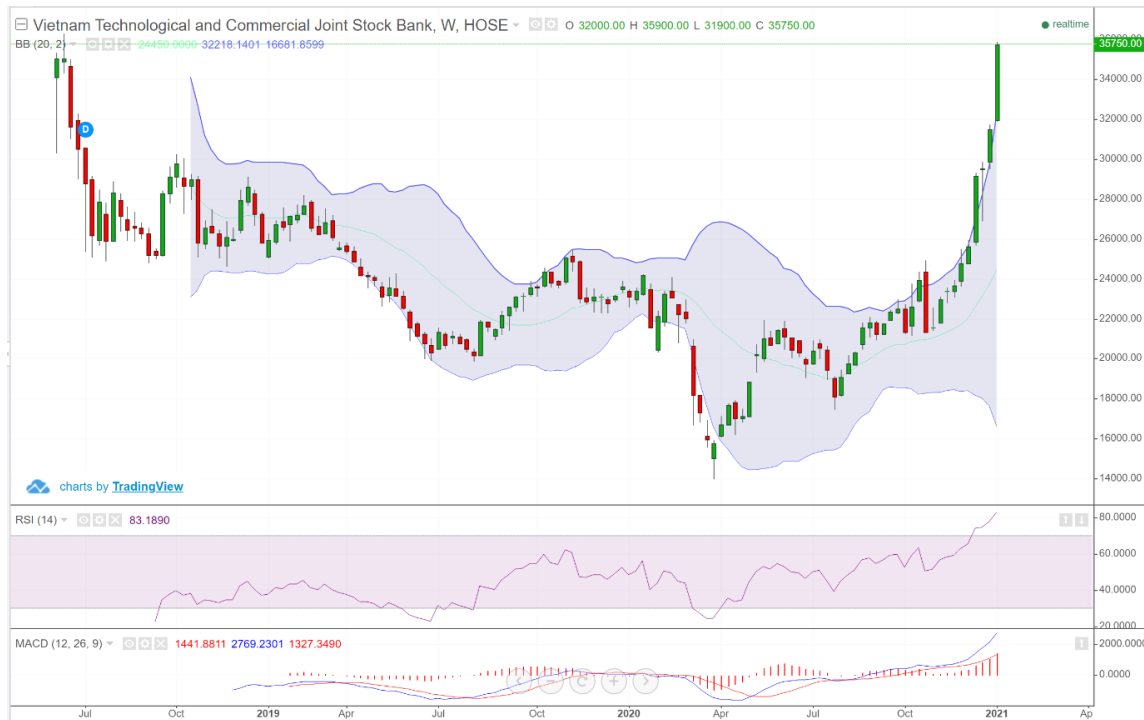 Vietnam Technological and Commercial Joint Stock Bank, W, HOSE O 32000.00 H 35900.00 L 31900.00 C 35750.00 realtime
BB (20, 2) 24450.0000 32218.1401 16681.8599
35750.00
34000.00
32000.00
D
30000.00
28000.00
26000.00
24000.00
22000.00
20000.00
18000.00
16000.00
14000.00
charts by TradingView
RSI (14) 83.1890
80.0000
60.0000
40.0000
20.0000
MACD (12, 26, 9) 1441.8811 2769.2301 1327.3490
2000.0000
0.0000
Jul Oct 2019 Apr Jul Oct 2020 Apr Jul Oct 2021 Ap